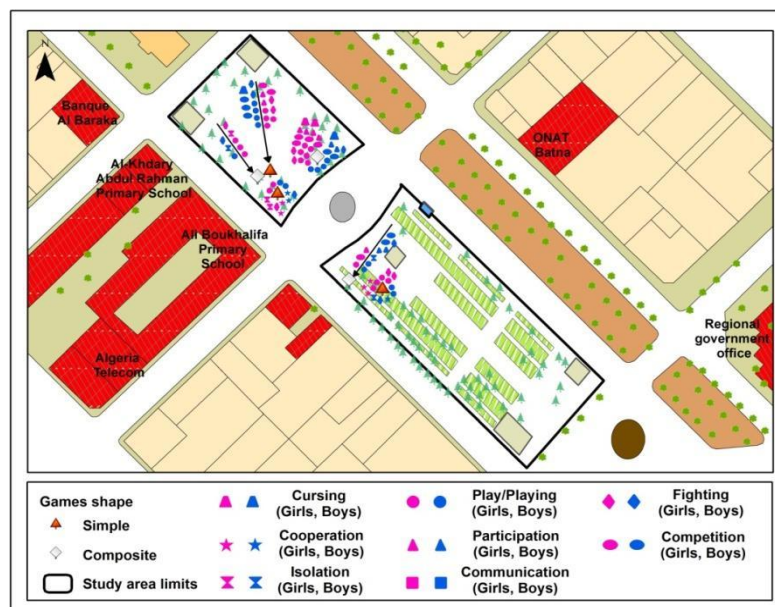 N
Banque
Al Baraka
Al-Khdary
Abdul Rahman
Primary School
Ali Boukhalifa
Primary
School
Algeria
Telecom
ONAT
Batna
Regional
government
office
Games shape
Simple
Composite
Study area limits
Cursing
(Girls, Boys)
Cooperation
(Girls, Boys)
Isolation
(Girls, Boys)
Play/Playing
(Girls, Boys)
Participation
(Girls, Boys)
Communication
(Girls, Boys)
Fighting
(Girls, Boys)
Competition
(Girls, Boys)